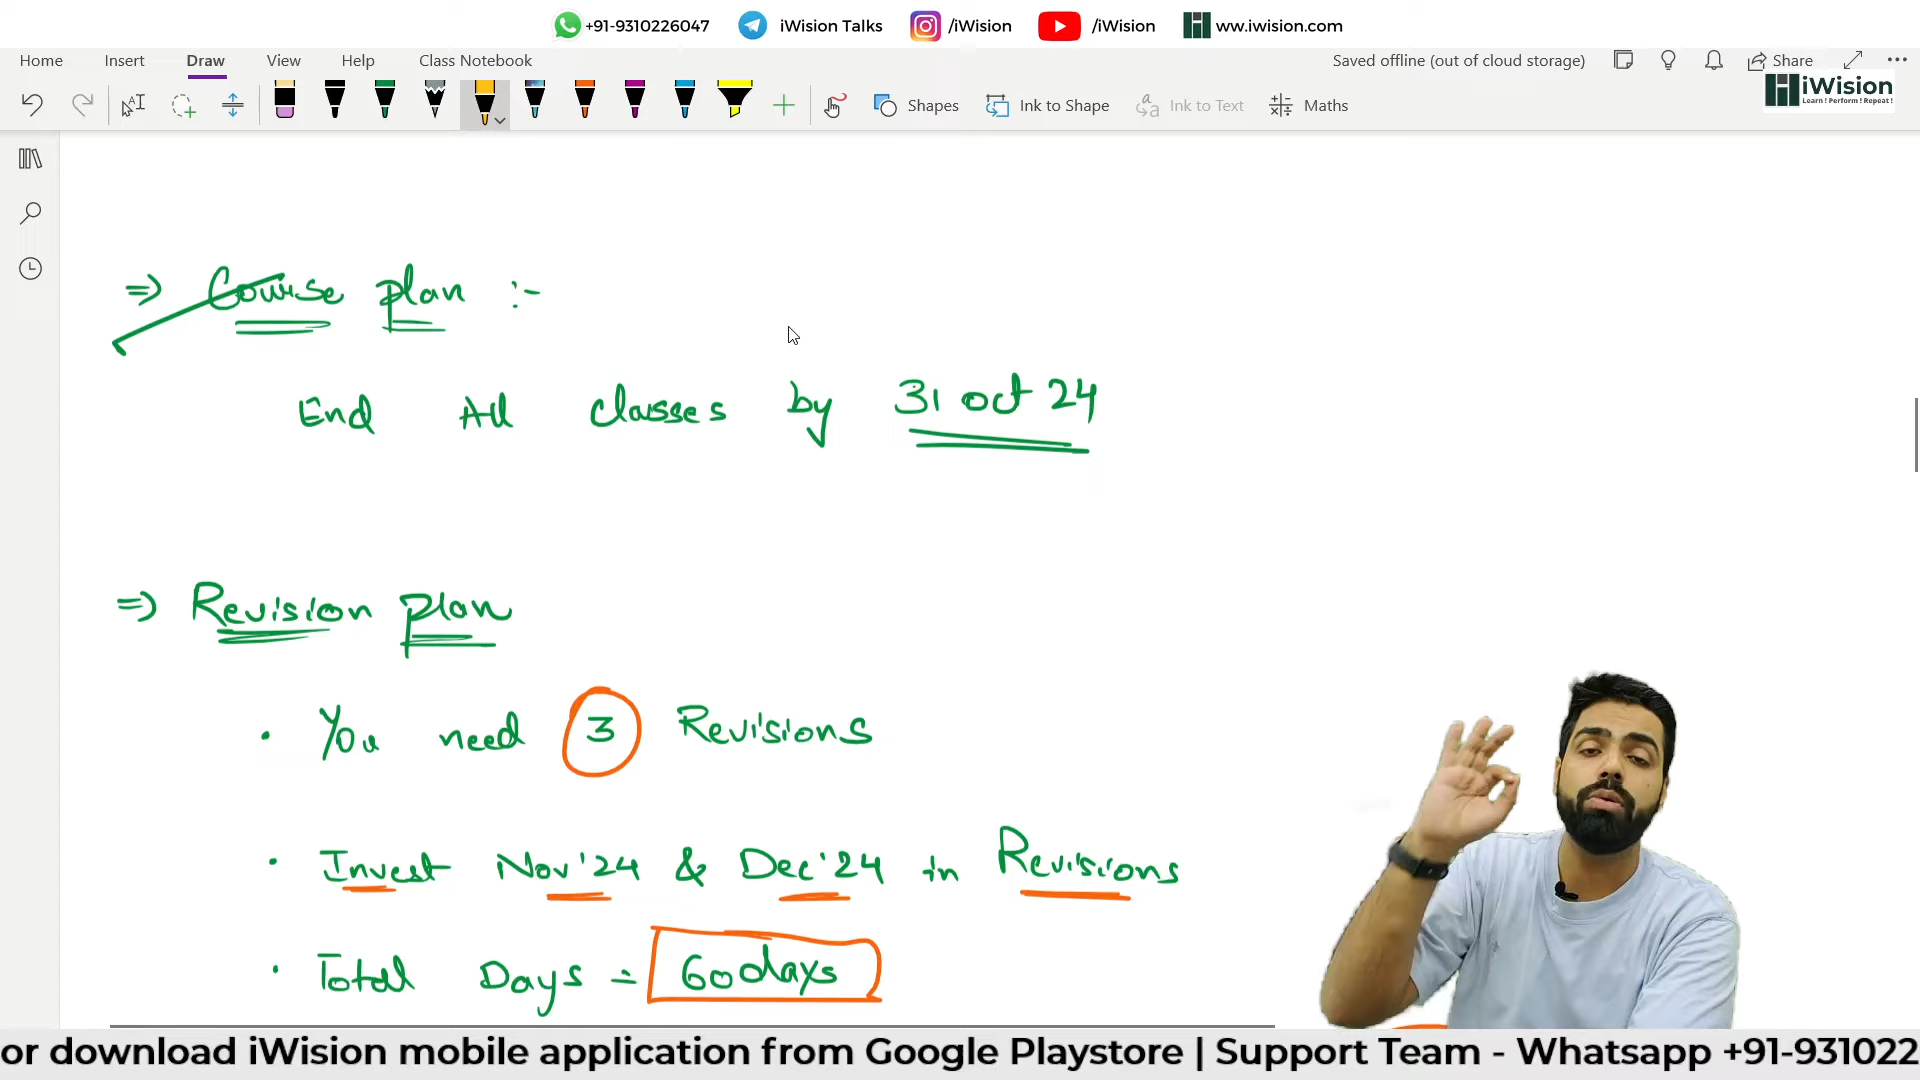 +91-9310226047 iWision Talks /iWision /iWision ww.iwision.com
Home Insert Draw View Help Class Notebook Saved offline (out of cloud storage) Share
Shapes Ink to Shape Ink to Text Maths
iWision
Learn ! Perform ! Repeat !
⇒ Course plan :-
End All classes by 31 oct 24
⇒ Revision plan
• You need 3 Revisions
• Invest Nov'24 & Dec'24 in Revisions
• Total Days = 60days
or download iWision mobile application from Google Playstore | Support Team - Whatsapp +91-931022